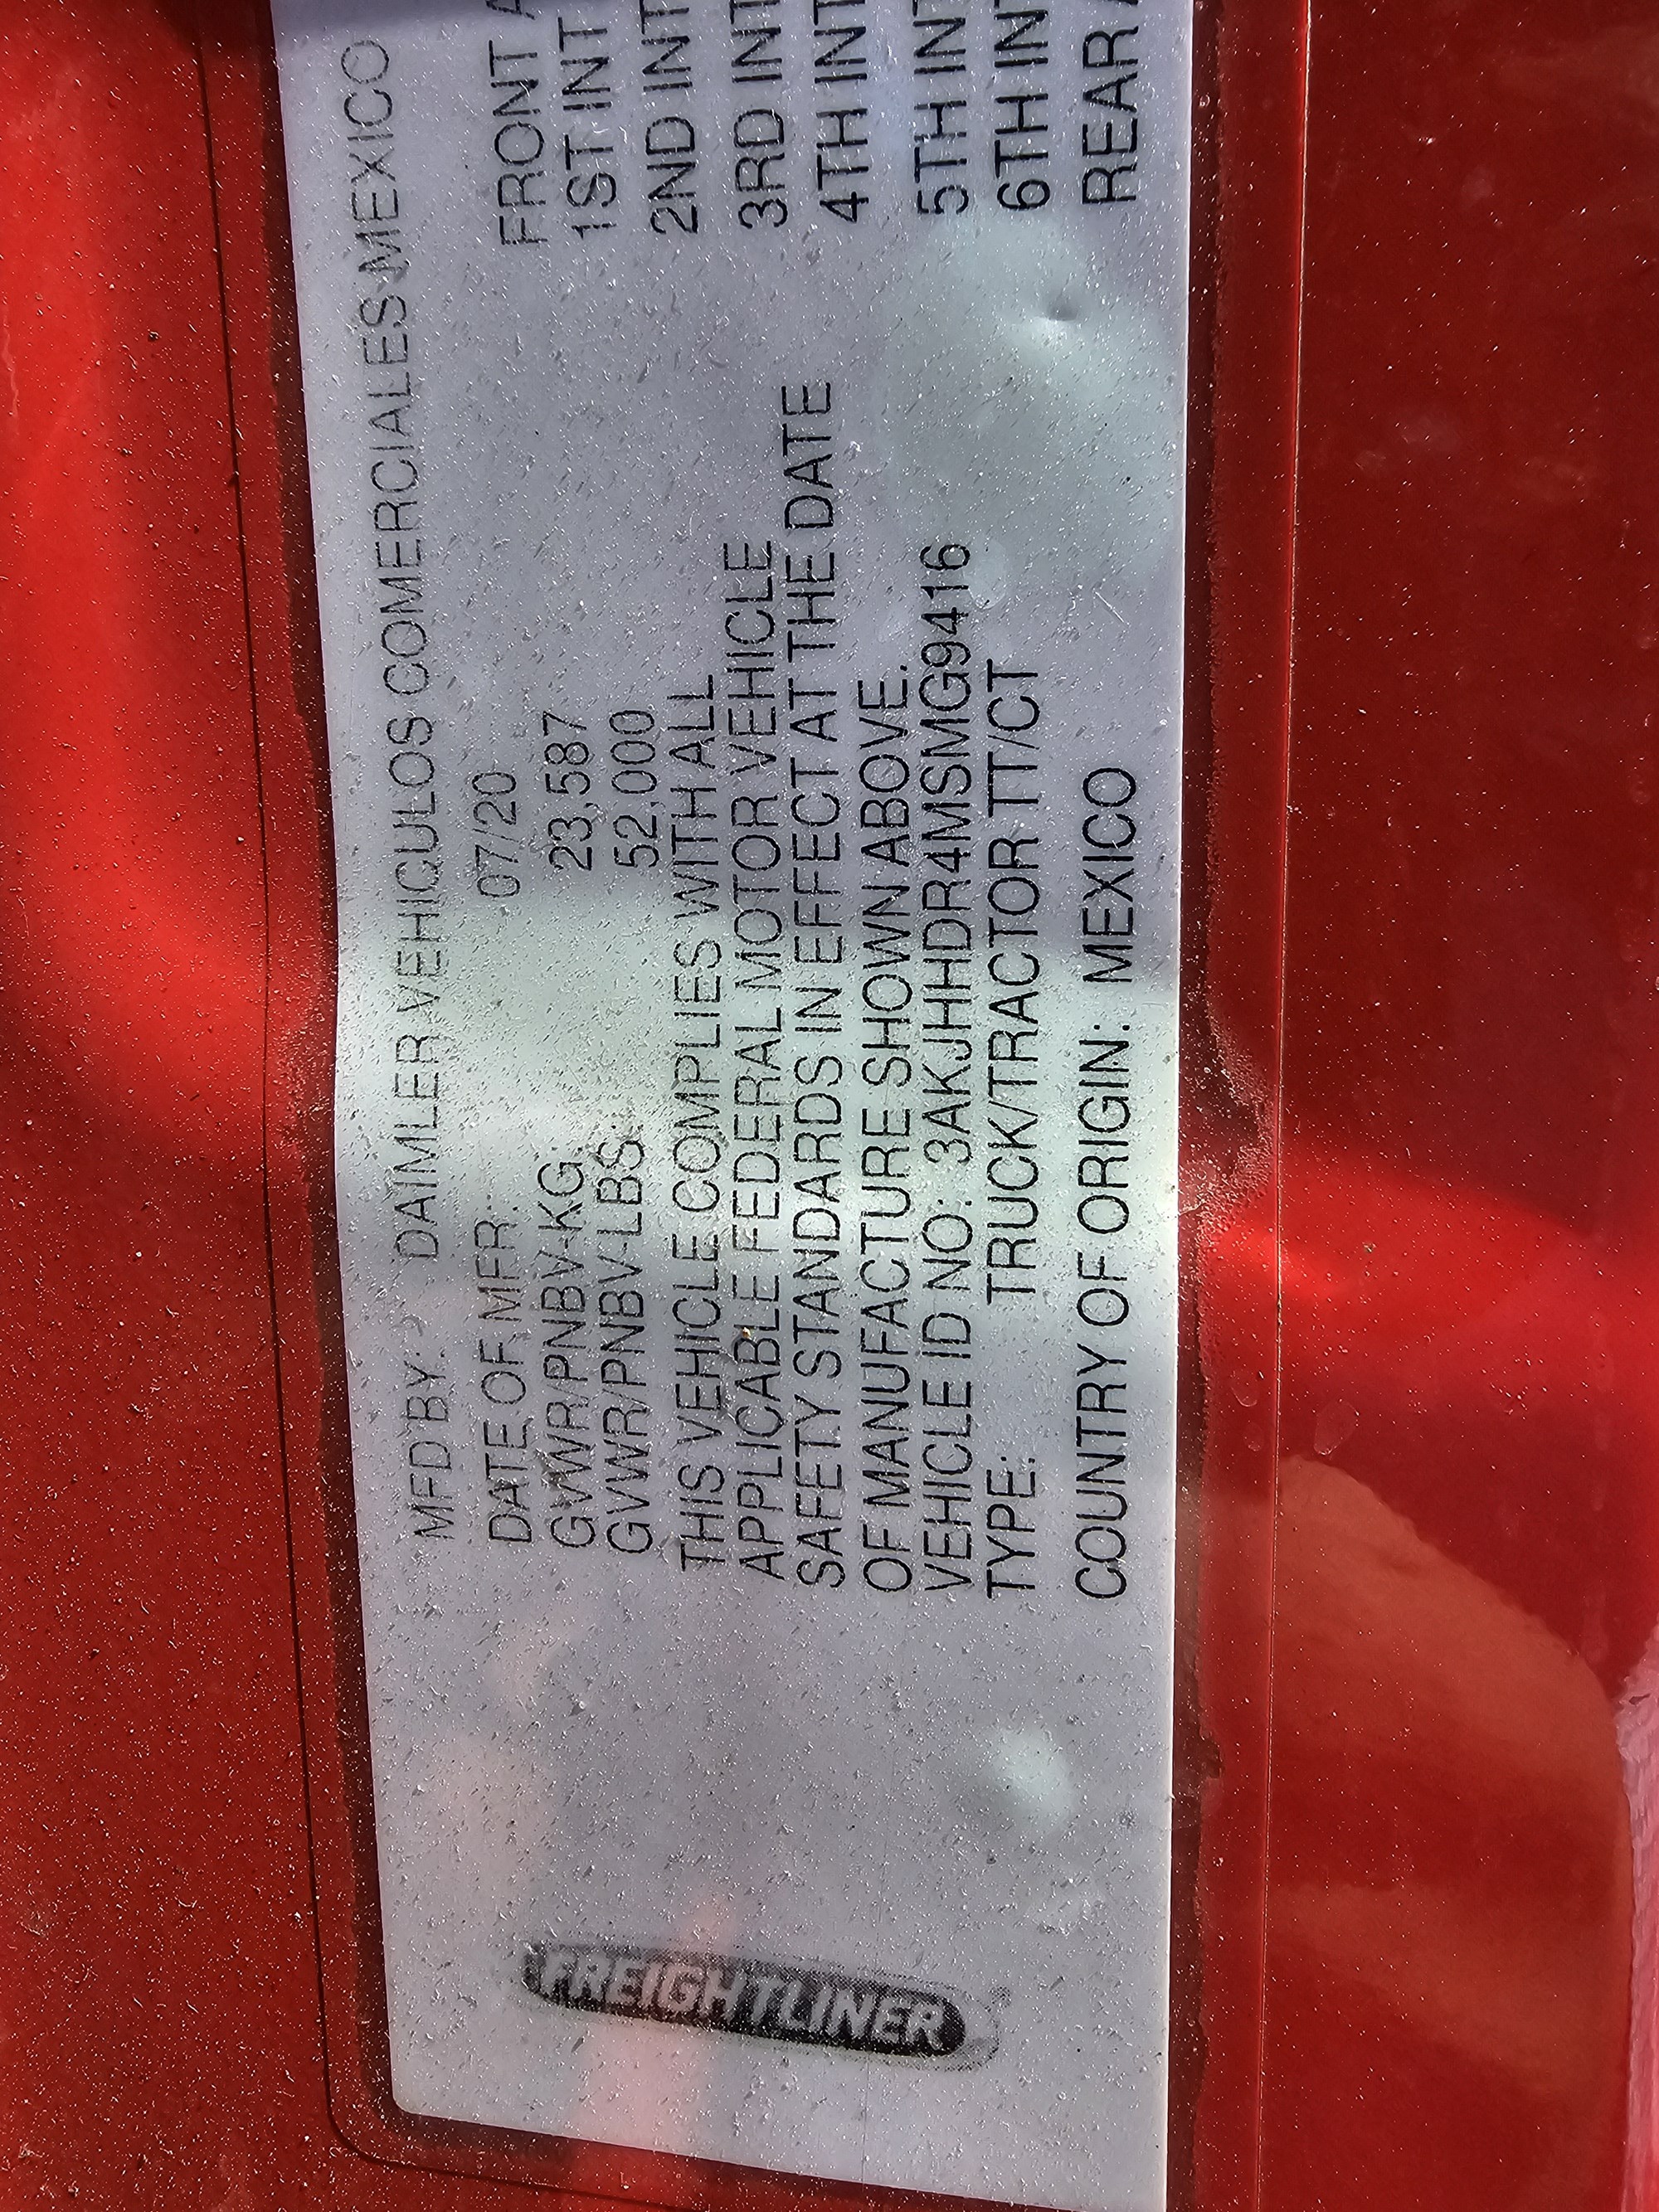 FREIGHTLINER
MFD BY: DAIMLER VEHICULOS COMERCIALES MEXICO
DATE OF MFR: 07/20
GVWR/PNBV-KG 23,587
GVWR/PNBV-LBS 52,000
THIS VEHICLE COMPLIES WITH ALL
APPLICABLE FEDERAL MOTOR VEHICLE
SAFETY STANDARDS IN EFFECT AT THE DATE
OF MANUFACTURE SHOWN ABOVE.
VEHICLE ID NO: 3AKJHHDR4MSMG9416
TYPE: TRUCK/TRACTOR TT/CT
COUNTRY OF ORIGIN: MEXICO
FRONT A
1ST INT
2ND INT
3RD INT
4TH INT
5TH INT
6TH INT
REAR